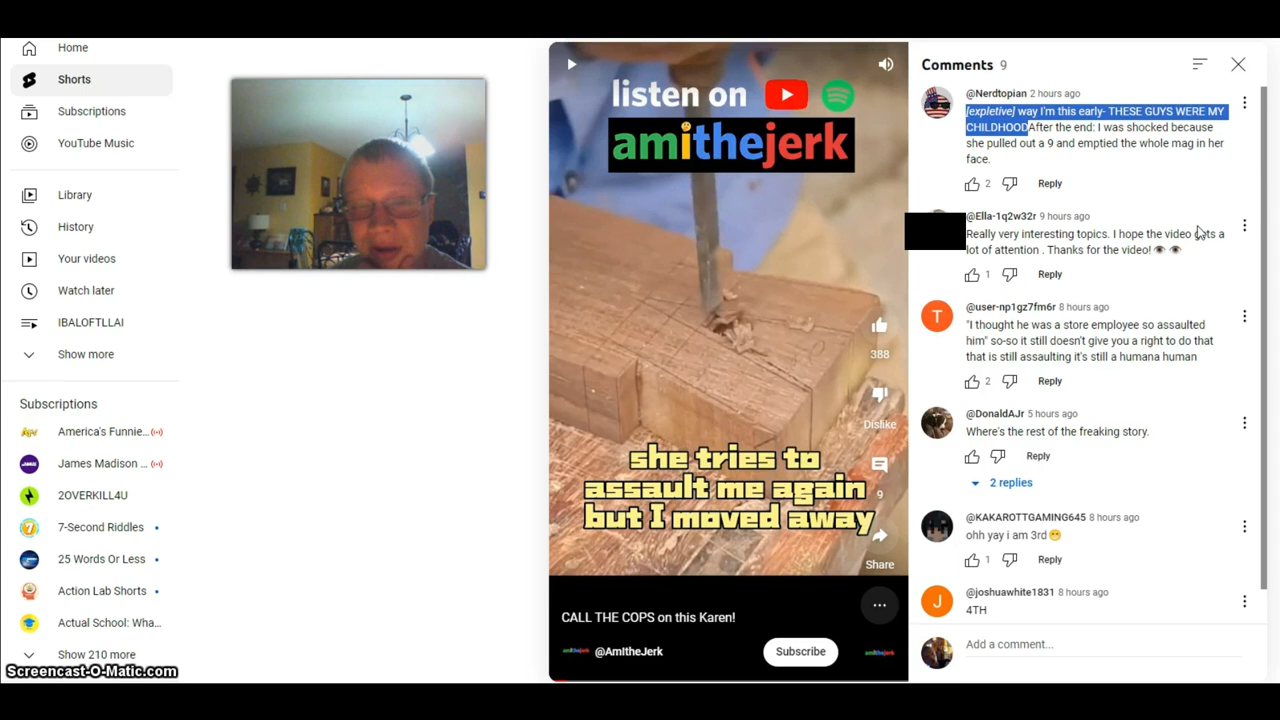 Home
Shorts
Subscriptions
YouTube Music
Library
History
Your videos
Watch later
IBALOFTLLAI
Show more
Subscriptions
America's Funnie...
James Madison ...
2OVERKILL4U
7-Second Riddles
25 Words Or Less
Action Lab Shorts
Actual School: Wha...
Show 210 more
Screencast-O-Matic.com
listen on
amithejerk
she tries to
assault me again
but I moved away
388
Dislike
9
Share
CALL THE COPS on this Karen!
@AmItheJerk
Subscribe
amithejerk
Comments 9
@Nerdtopian 2 hours ago
[expletive] way I'm this early- THESE GUYS WERE MY
CHILDHOODAfter the end: I was shocked because
she pulled out a 9 and emptied the whole mag in her
face.
2 Reply
@Ella-1q2w32r 9 hours ago
Really very interesting topics. I hope the video gets a
lot of attention . Thanks for the video! 👁️ 👁️
1 Reply
T
@user-np1gz7fm6r 8 hours ago
"I thought he was a store employee so assaulted
him" so-so it still doesn't give you a right to do that
that is still assaulting it's still a humana human
2 Reply
@DonaldAJr 5 hours ago
Where's the rest of the freaking story.
Reply
2 replies
@KAKAROTTGAMING645 8 hours ago
ohh yay i am 3rd😁
1 Reply
J
@joshuawhite1831 8 hours ago
4TH
Add a comment...